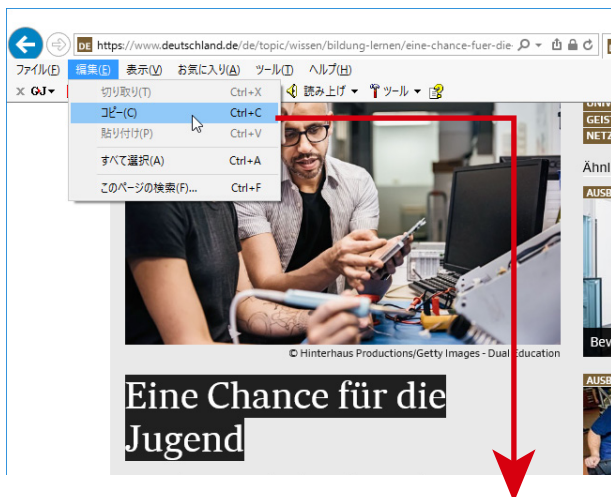 DE https://www.deutschland.de/de/topic/wissen/bildung-lernen/eine-chance-fuer-die-
ファイル(F) 編集(E) 表示(V) お気に入り(A) ツール(T) ヘルプ(H)
読み上げ ツール
切り取り(T) Ctrl+X
コピー(C) Ctrl+C
貼り付け(P) Ctrl+V
すべて選択(A) Ctrl+A
このページの検索(F)... Ctrl+F
GEIST
NETZ
Ähnl
AUSB
Bev
© Hinterhaus Productions/Getty Images - Dual Education
AUSB
Eine Chance für die
Jugend